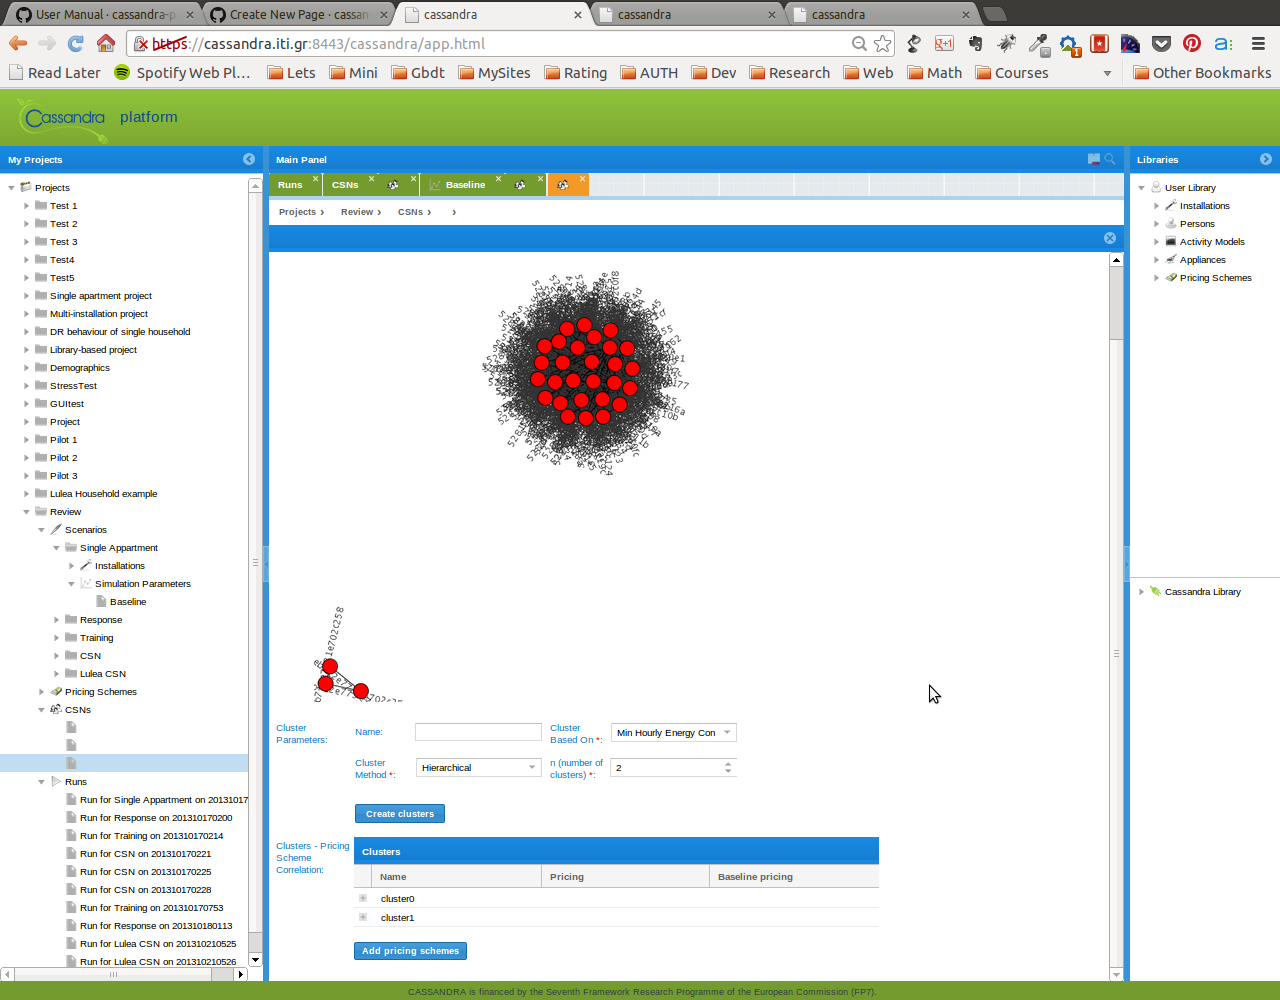 User Manual · cassandra-p
Create New Page · cassan
cassandra
cassandra
cassandra
https://cassandra.iti.gr:8443/cassandra/app.html
Read Later
Spotify Web Pl...
Lets
Mini
Gbdt
MySites
Rating
AUTH
Dev
Research
Web
Math
Courses
Other Bookmarks
Cassandra platform
My Projects
Projects
Test 1
Test 2
Test 3
Test4
Test5
Single apartment project
Multi-installation project
DR behaviour of single household
Library-based project
Demographics
StressTest
GUItest
Project
Pilot 1
Pilot 2
Pilot 3
Lulea Household example
Review
Scenarios
Single Appartment
Installations
Simulation Parameters
Baseline
Response
Training
CSN
Lulea CSN
Pricing Schemes
CSNs
Runs
Run for Single Appartment on 20131017
Run for Response on 201310170200
Run for Training on 201310170214
Run for CSN on 201310170221
Run for CSN on 201310170225
Run for CSN on 201310170228
Run for Training on 201310170753
Run for Response on 201310180113
Run for Lulea CSN on 201310210525
Run for Lulea CSN on 201310210526
Main Panel
Runs
CSNs
Baseline
Projects ›
Review ›
CSNs ›
›
Cluster
Parameters:
Name:
Cluster
Based On *:
Min Hourly Energy Con
Cluster
Method *:
Hierarchical
n (number of
clusters) *:
2
Create clusters
Clusters - Pricing
Scheme
Correlation:
Clusters
Name
Pricing
Baseline pricing
cluster0
cluster1
Add pricing schemes
Libraries
User Library
Installations
Persons
Activity Models
Appliances
Pricing Schemes
Cassandra Library
CASSANDRA is financed by the Seventh Framework Research Programme of the European Commission (FP7).